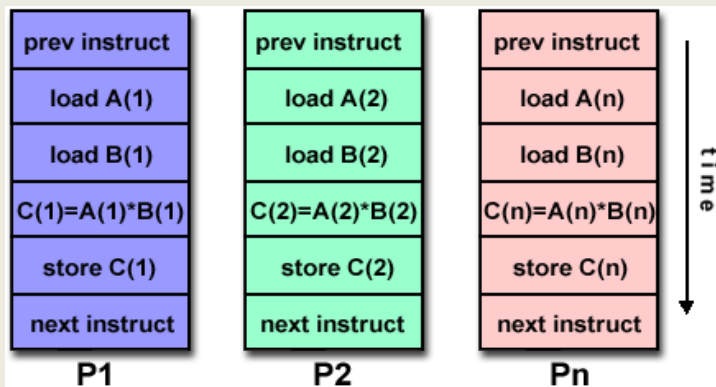 prev instruct
load A(1)
load B(1)
C(1)=A(1)*B(1)
store C(1)
next instruct
P1
prev instruct
load A(2)
load B(2)
C(2)=A(2)*B(2)
store C(2)
next instruct
P2
prev instruct
load A(n)
load B(n)
C(n)=A(n)*B(n)
store C(n)
next instruct
Pn
time